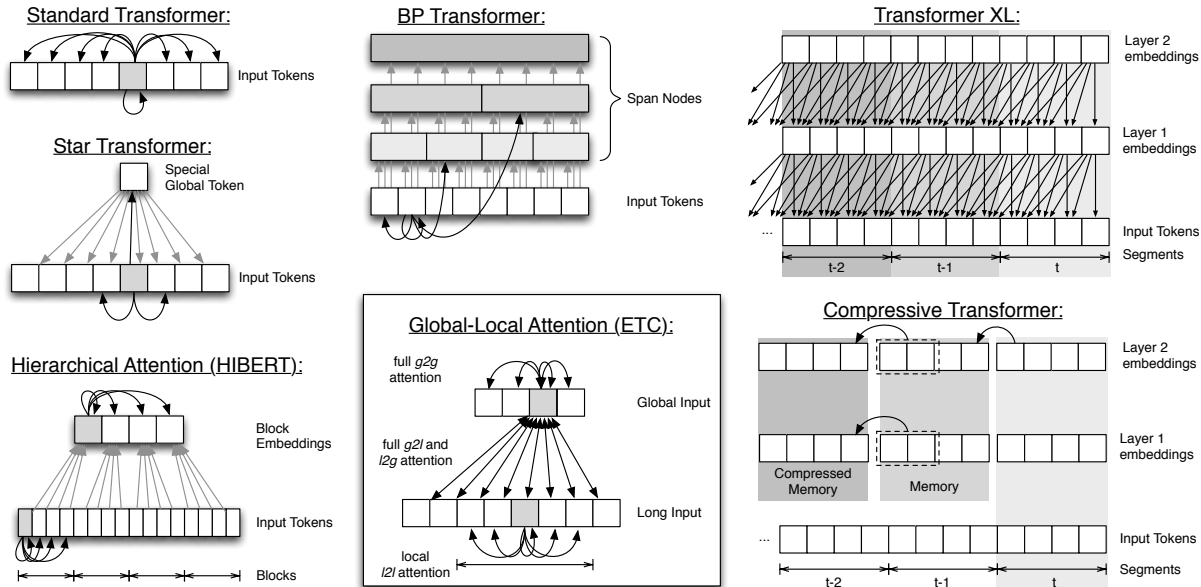 Standard Transformer:
Input Tokens
Star Transformer:
Special
Global Token
Input Tokens
Hierarchical Attention (HIBERT):
Block
Embeddings
Input Tokens
Blocks
BP Transformer:
Span Nodes
Input Tokens
Global-Local Attention (ETC):
full g2g
attention
Global Input
full g2l and
l2g attention
Long Input
local
l2l attention
Transformer XL:
Layer 2
embeddings
Layer 1
embeddings
...
Input Tokens
Segments
t-2
t-1
t
Compressive Transformer:
Layer 2
embeddings
Layer 1
embeddings
Compressed
Memory
Memory
...
Input Tokens
Segments
t-2
t-1
t